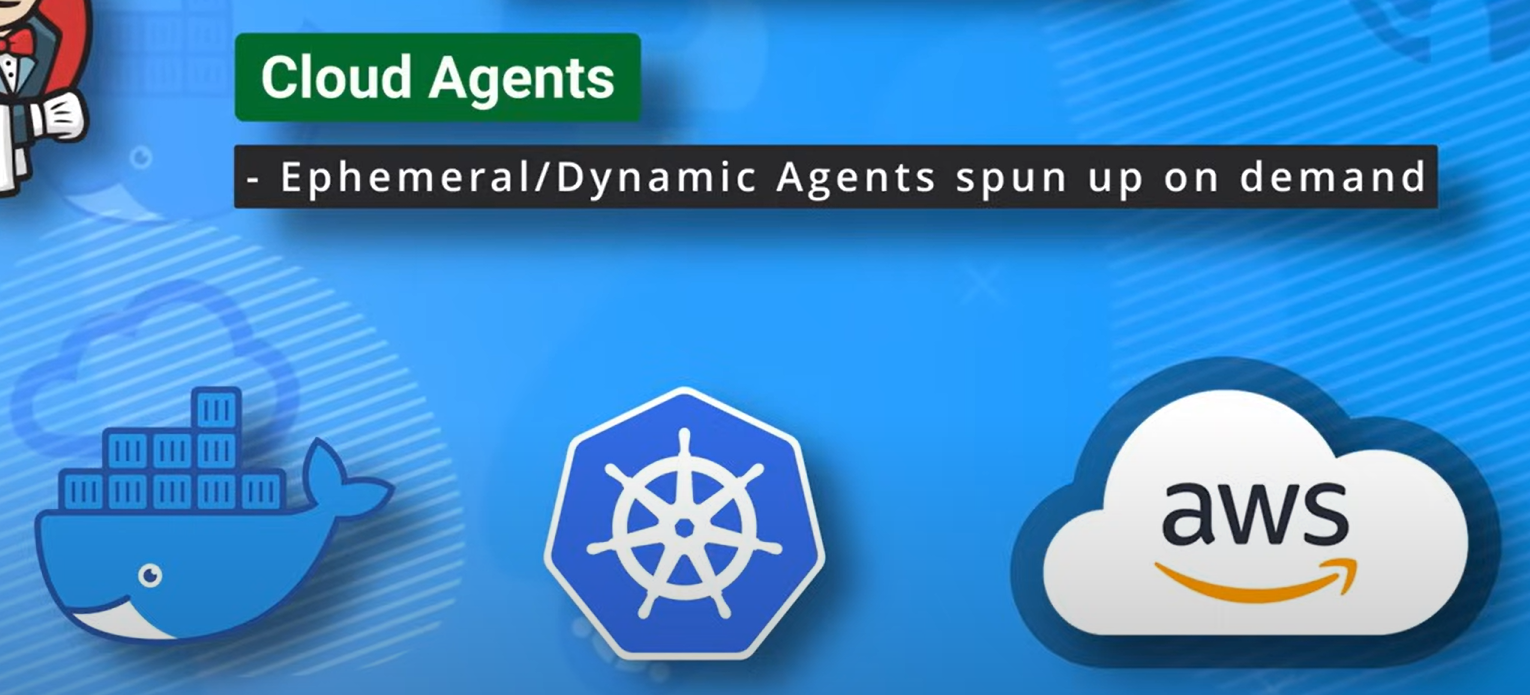 Cloud Agents
- Ephemeral/Dynamic Agents spun up on demand
aws